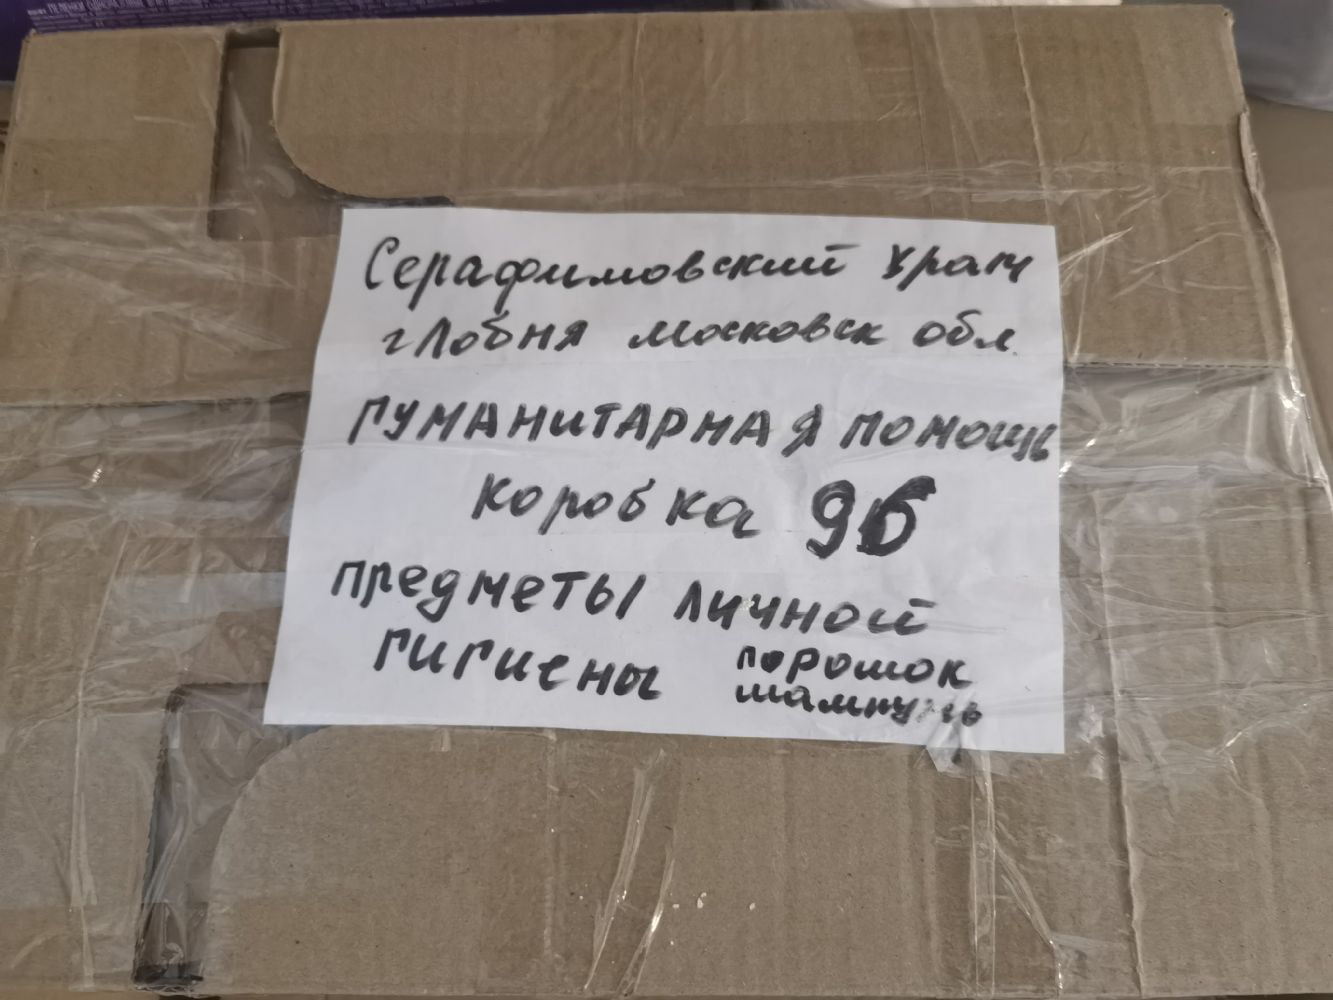 Серафимовский храм
г Лобня московск обл.
ГУМАНИТАРНАЯ ПОМОЩЬ
коробка 96
предметы личной
гигиены порошок
шампунь